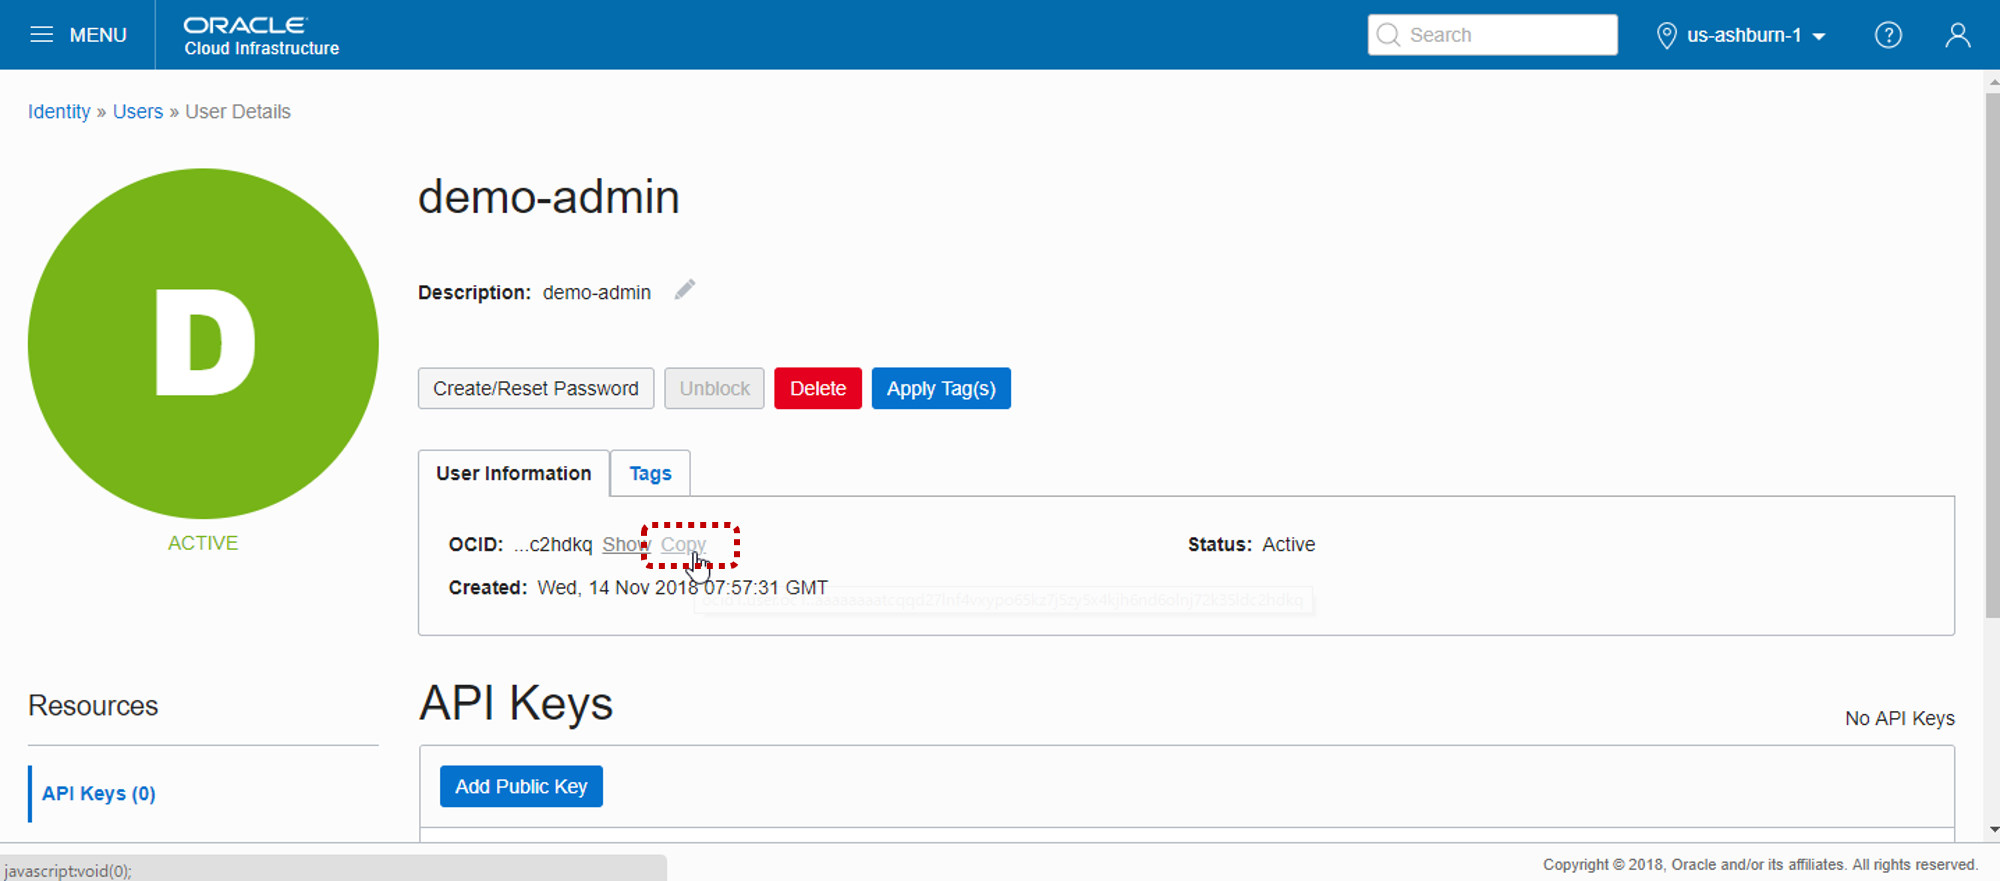 MENU
ORACLE
Cloud Infrastructure
Search
us-ashburn-1
?
Identity » Users » User Details
D
ACTIVE
demo-admin
Description: demo-admin
Create/Reset Password
Unblock
Delete
Apply Tag(s)
User Information
Tags
OCID: ...c2hdkq Show Copy
Status: Active
Created: Wed, 14 Nov 2018 07:57:31 GMT
Resources
API Keys (0)
API Keys
No API Keys
Add Public Key
javascript:void(0);
Copyright © 2018, Oracle and/or its affiliates. All rights reserved.